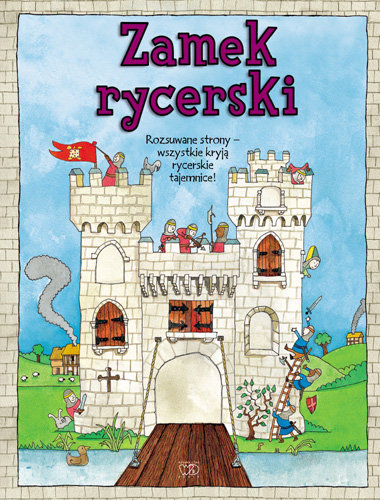 Zamek
rycerski
Rozsuwane strony –
wszystkie kryją
rycerskie
tajemnice!